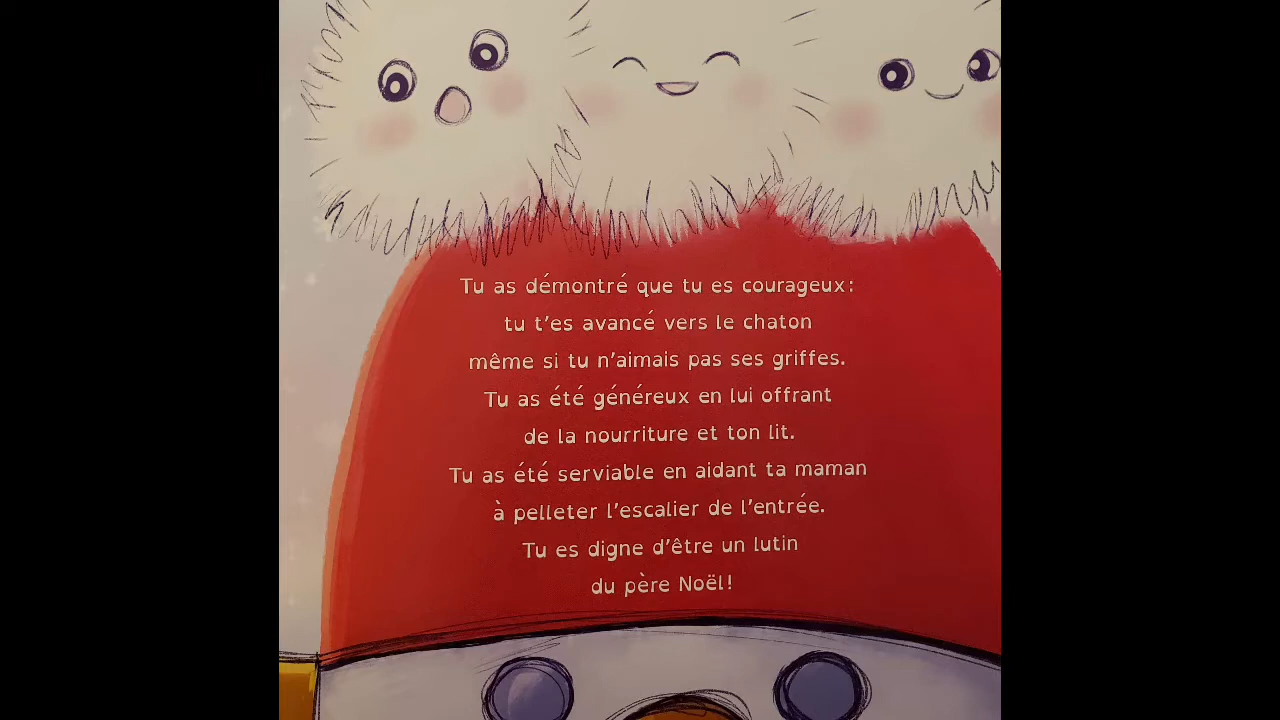 Tu as démontré que tu es courageux:
tu t'es avancé vers le chaton
même si tu n'aimais pas ses griffes.
Tu as été généreux en lui offrant
de la nourriture et ton lit.
Tu as été serviable en aidant ta maman
à pelleter l'escalier de l'entrée.
Tu es digne d'être un lutin
du père Noël!